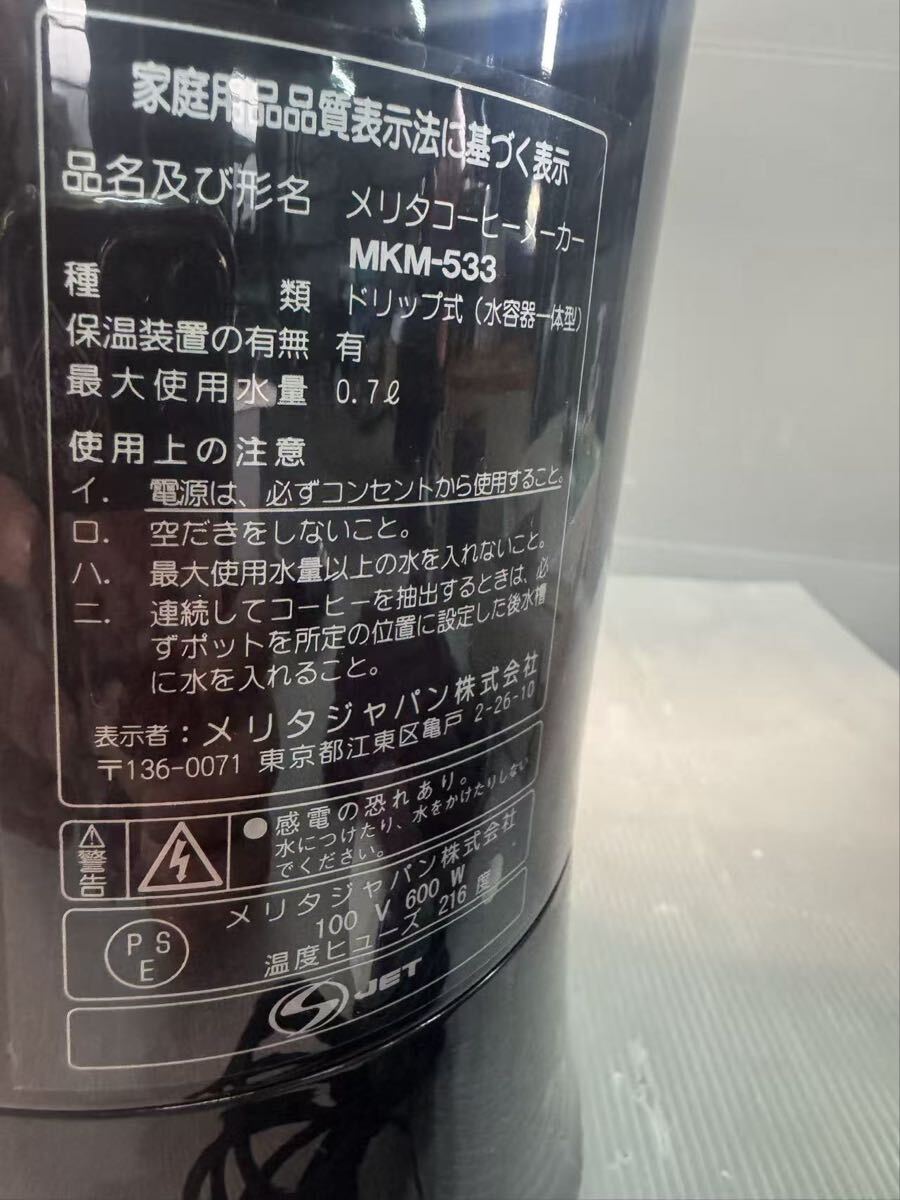 家庭用品品質表示法に基づく表示
品名及び形名 メリタコーヒーメーカー
MKM-533
種類 ドリップ式（水容器一体型）
保温装置の有無 有
最大使用水量 0.7ℓ
使用上の注意
イ. 電源は、必ずコンセントから使用すること。
ロ. 空だきをしないこと。
ハ. 最大使用水量以上の水を入れないこと。
ニ. 連続してコーヒーを抽出するときは、必
ずポットを所定の位置に設定した後水槽
に水を入れること。
表示者：メリタジャパン株式会社
〒136-0071 東京都江東区亀戸 2-26-10
警告
●感電の恐れあり。
水につけたり、水をかけたりしない
でください。
PSE
メリタジャパン株式会社
100 V 600 W
温度ヒューズ 216 度
JET